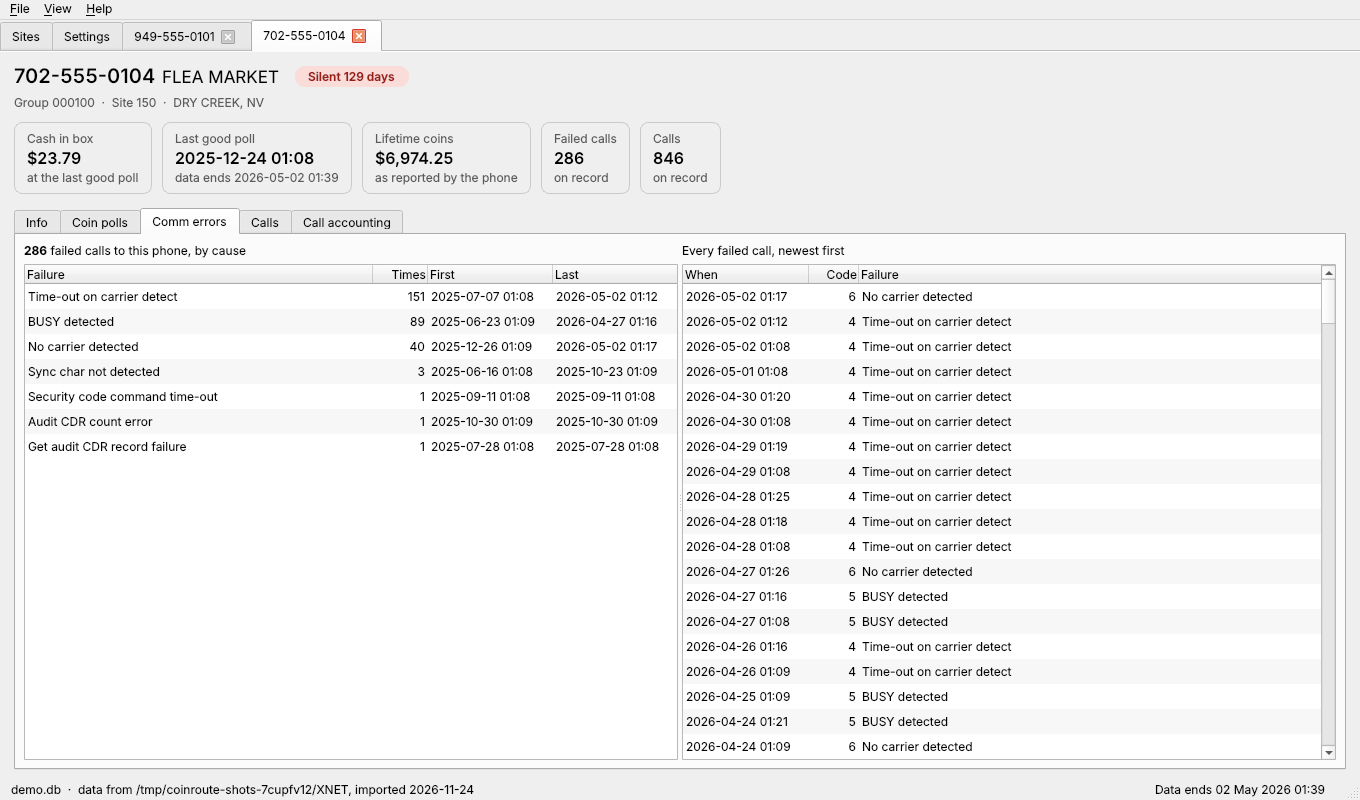 File View Help
Sites Settings 949-555-0101 702-555-0104
702-555-0104 FLEA MARKET Silent 129 days
Group 000100 · Site 150 · DRY CREEK, NV
Cash in box Last good poll Lifetime coins Failed calls Calls
$23.79 2025-12-24 01:08 $6,974.25 286 846
at the last good poll data ends 2026-05-02 01:39 as reported by the phone on record on record
Info Coin polls Comm errors Calls Call accounting
286 failed calls to this phone, by cause
Failure Times First Last
Time-out on carrier detect 151 2025-07-07 01:08 2026-05-02 01:12
BUSY detected 89 2025-06-23 01:09 2026-04-27 01:16
No carrier detected 40 2025-12-26 01:09 2026-05-02 01:17
Sync char not detected 3 2025-06-16 01:08 2025-10-23 01:09
Security code command time-out 1 2025-09-11 01:08 2025-09-11 01:08
Audit CDR count error 1 2025-10-30 01:09 2025-10-30 01:09
Get audit CDR record failure 1 2025-07-28 01:08 2025-07-28 01:08
Every failed call, newest first
When Code Failure
2026-05-02 01:17 6 No carrier detected
2026-05-02 01:12 4 Time-out on carrier detect
2026-05-02 01:08 4 Time-out on carrier detect
2026-05-01 01:08 4 Time-out on carrier detect
2026-04-30 01:20 4 Time-out on carrier detect
2026-04-30 01:08 4 Time-out on carrier detect
2026-04-29 01:19 4 Time-out on carrier detect
2026-04-29 01:08 4 Time-out on carrier detect
2026-04-28 01:25 4 Time-out on carrier detect
2026-04-28 01:18 4 Time-out on carrier detect
2026-04-28 01:08 4 Time-out on carrier detect
2026-04-27 01:26 6 No carrier detected
2026-04-27 01:16 5 BUSY detected
2026-04-27 01:08 5 BUSY detected
2026-04-26 01:16 4 Time-out on carrier detect
2026-04-26 01:09 4 Time-out on carrier detect
2026-04-25 01:09 5 BUSY detected
2026-04-24 01:21 5 BUSY detected
2026-04-24 01:09 6 No carrier detected
demo.db · data from /tmp/coinroute-shots-7cupfv12/XNET, imported 2026-11-24 Data ends 02 May 2026 01:39